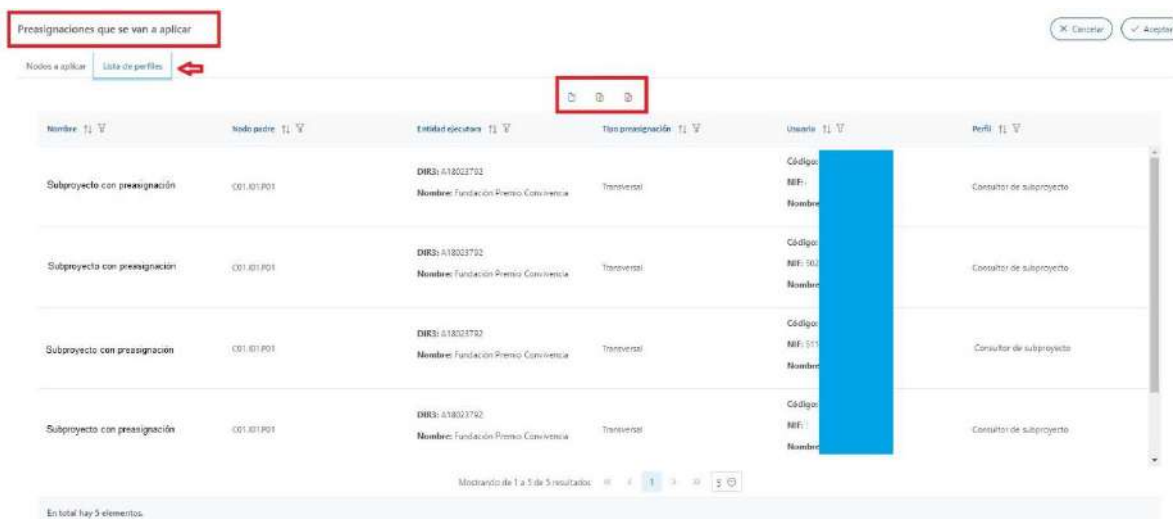 Preasignaciones que se van a aplicar
Cancelar Aceptar
Nodos a aplicar Lista de perfiles
Nombre Nodo padre Entidad ejecutora Tipo preasignación Usuario Perfil
Subproyecto con preasignación C01.I01.P01 DIR3: A18023792 Nombre: Fundación Premio Convivencia Transversal Código: NIF: Nombre Consultor de subproyecto
Subproyecto con preasignación C01.I01.P01 DIR3: A18023792 Nombre: Fundación Premio Convivencia Transversal Código: NIF: 502 Nombre Consultor de subproyecto
Subproyecto con preasignación C01.I01.P01 DIR3: A18023792 Nombre: Fundación Premio Convivencia Transversal Código: NIF: 511 Nombre Consultor de subproyecto
Subproyecto con preasignación C01.I01.P01 DIR3: A18023792 Nombre: Fundación Premio Convivencia Transversal Código: NIF: Nombre Consultor de subproyecto
Mostrando de 1 a 5 de 5 resultados « ‹ 1 › » 5
En total hay 5 elementos.